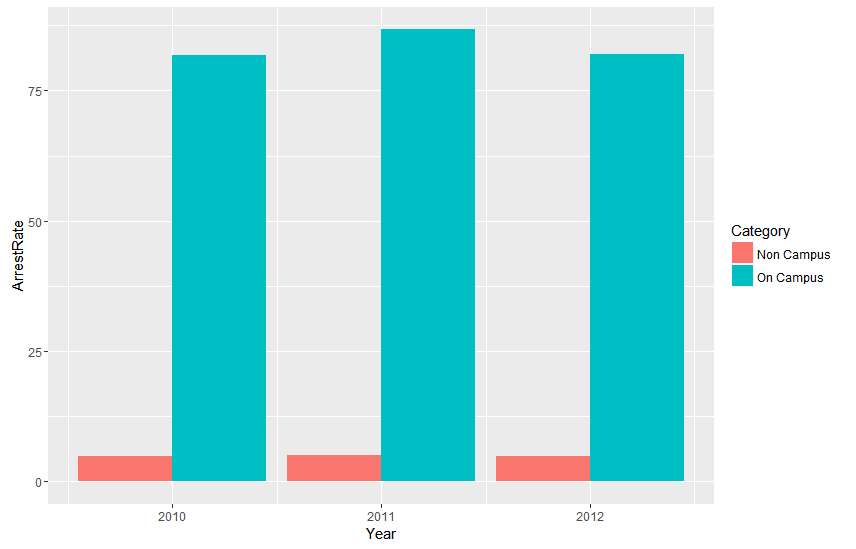 75
50
25
0
ArrestRate
2010 2011 2012
Year
Category
Non Campus
On Campus